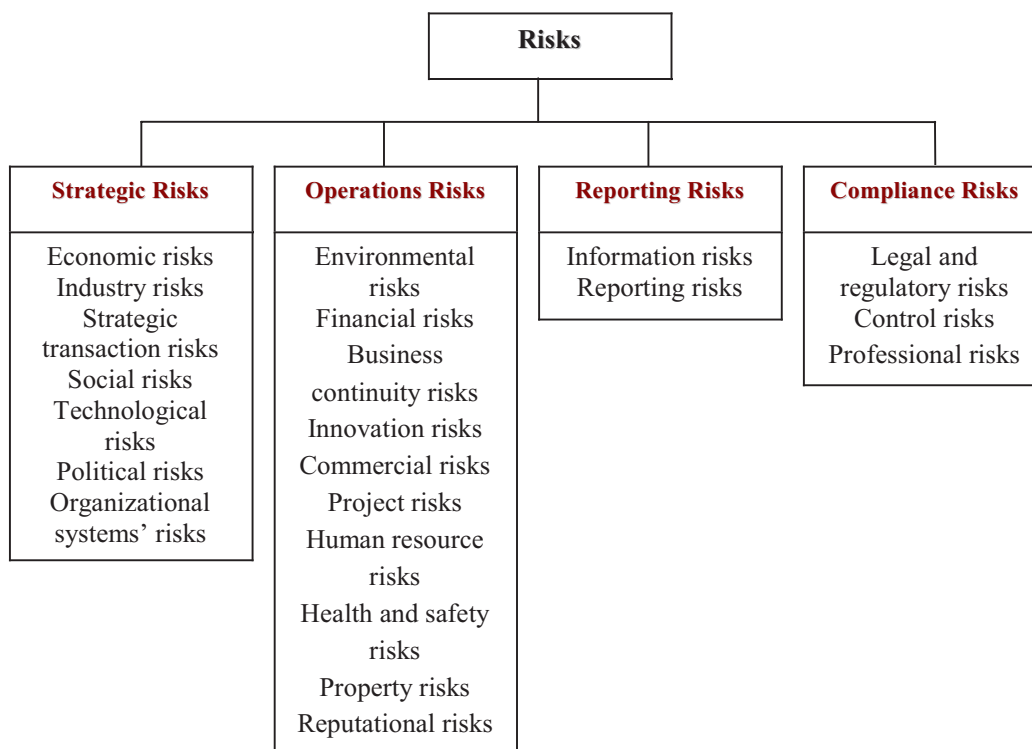 Risks
Strategic Risks
Economic risks
Industry risks
Strategic
transaction risks
Social risks
Technological
risks
Political risks
Organizational
systems’ risks
Operations Risks
Environmental
risks
Financial risks
Business
continuity risks
Innovation risks
Commercial risks
Project risks
Human resource
risks
Health and safety
risks
Property risks
Reputational risks
Reporting Risks
Information risks
Reporting risks
Compliance Risks
Legal and
regulatory risks
Control risks
Professional risks